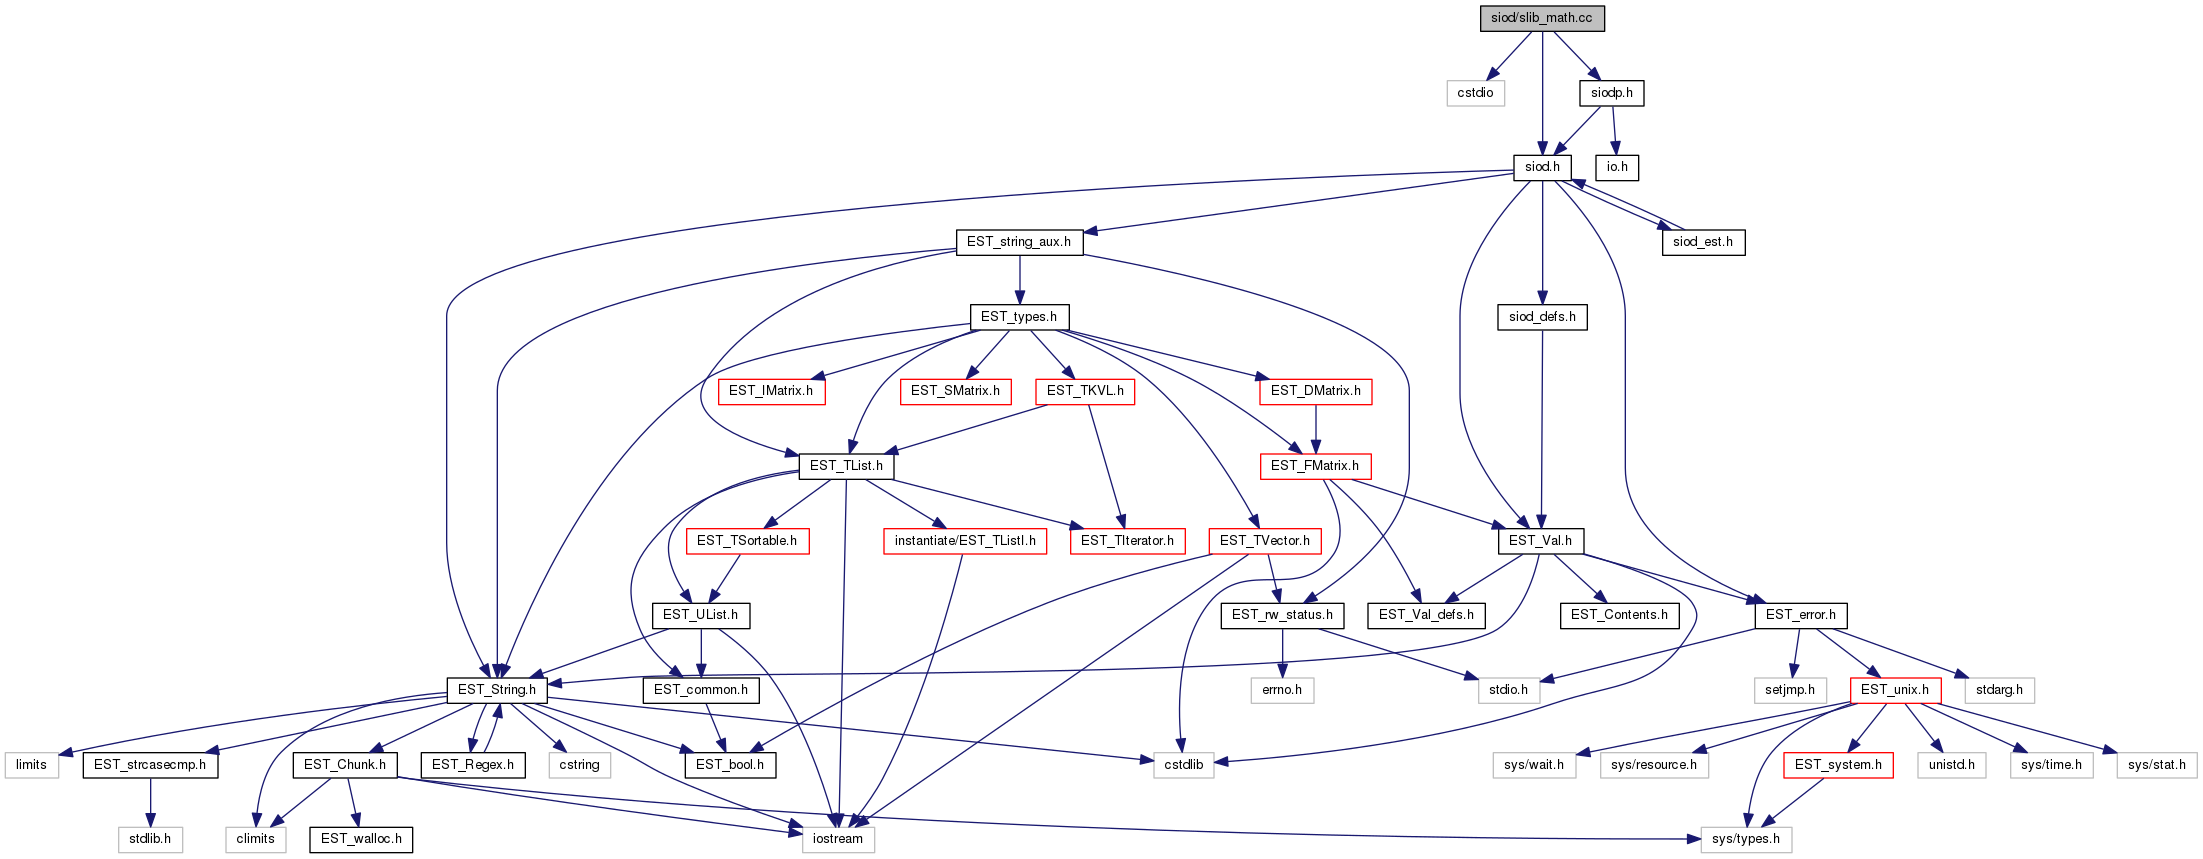 siod/slib_math.cc
cstdio
siodp.h
siod.h
io.h
EST_string_aux.h
siod_est.h
EST_types.h
siod_defs.h
EST_IMatrix.h
EST_SMatrix.h
EST_TKVL.h
EST_DMatrix.h
EST_TList.h
EST_FMatrix.h
EST_TSortable.h
instantiate/EST_TListI.h
EST_TIterator.h
EST_TVector.h
EST_Val.h
EST_UList.h
EST_rw_status.h
EST_Val_defs.h
EST_Contents.h
EST_error.h
EST_String.h
EST_common.h
errno.h
stdio.h
setjmp.h
EST_unix.h
stdarg.h
limits
EST_strcasecmp.h
EST_Chunk.h
EST_Regex.h
cstring
EST_bool.h
cstdlib
sys/wait.h
sys/resource.h
EST_system.h
unistd.h
sys/time.h
sys/stat.h
stdlib.h
climits
EST_walloc.h
iostream
sys/types.h